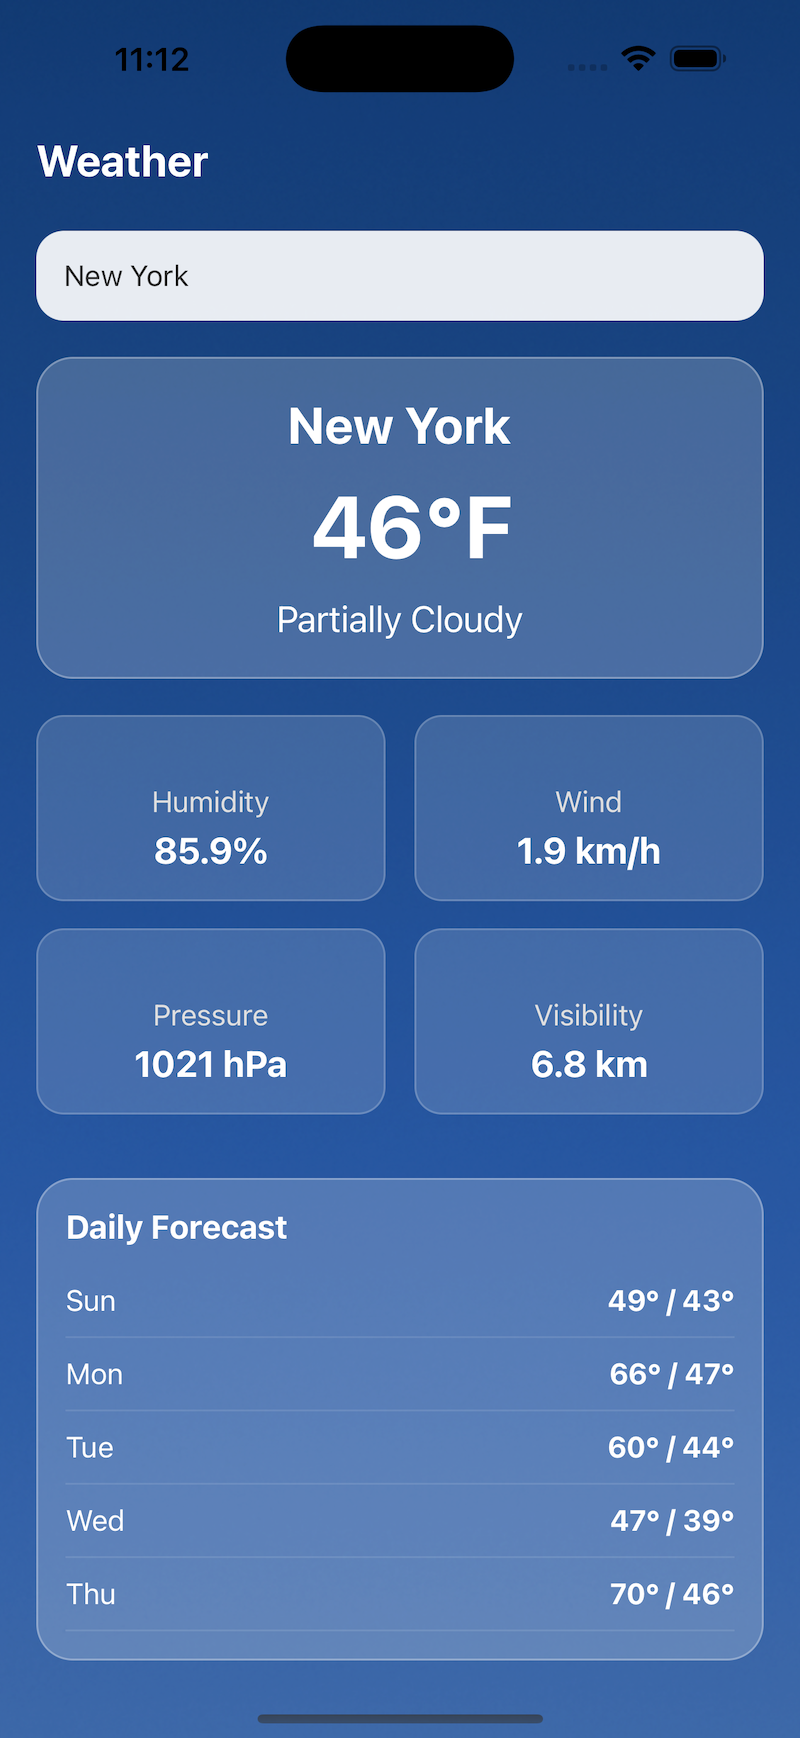 11:12
Weather
New York
New York
46°F
Partially Cloudy
Humidity
85.9%
Wind
1.9 km/h
Pressure
1021 hPa
Visibility
6.8 km
Daily Forecast
Sun 49° / 43°
Mon 66° / 47°
Tue 60° / 44°
Wed 47° / 39°
Thu 70° / 46°